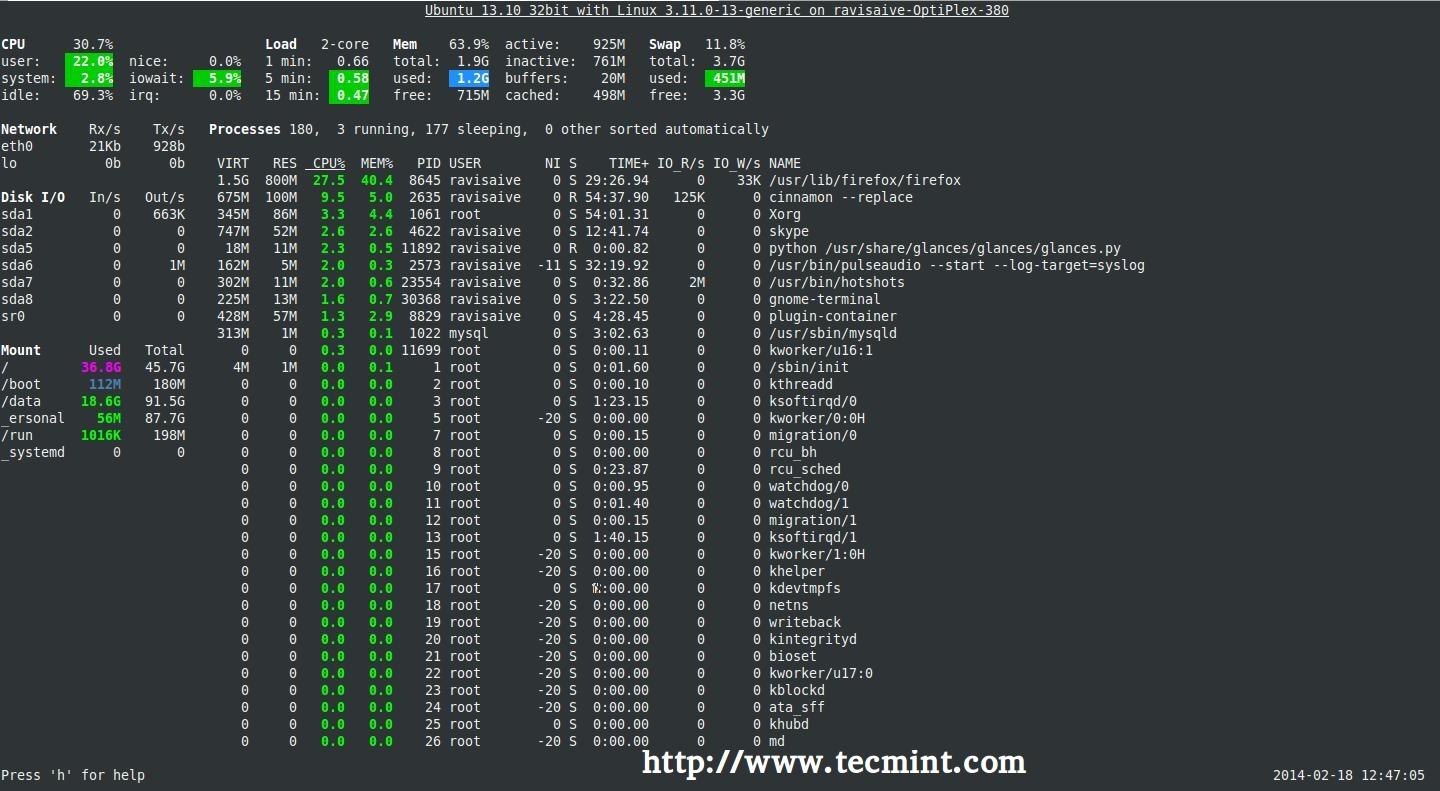 Ubuntu 13.10 32bit with Linux 3.11.0-13-generic on ravisaive-OptiPlex-380
CPU 30.7% Load 2-core Mem 63.9% active: 925M Swap 11.8%
user: 22.0% nice: 0.0% 1 min: 0.66 total: 1.9G inactive: 761M total: 3.7G
system: 2.8% iowait: 5.9% 5 min: 0.58 used: 1.2G buffers: 20M used: 451M
idle: 69.3% irq: 0.0% 15 min: 0.47 free: 715M cached: 498M free: 3.3G
Network Rx/s Tx/s Processes 180, 3 running, 177 sleeping, 0 other sorted automatically
eth0 21Kb 928b
lo 0b 0b VIRT RES CPU% MEM% PID USER NI S TIME+ IO_R/s IO_W/s NAME
1.5G 800M 27.5 40.4 8645 ravisaive 0 S 29:26.94 0 33K /usr/lib/firefox/firefox
Disk I/O In/s Out/s 675M 100M 9.5 5.0 2635 ravisaive 0 R 54:37.90 125K 0 cinnamon --replace
sda1 0 663K 345M 86M 3.3 4.4 1061 root 0 S 54:01.31 0 0 Xorg
sda2 0 0 747M 52M 2.6 2.6 4622 ravisaive 0 S 12:41.74 0 0 skype
sda5 0 0 18M 11M 2.3 0.5 11892 ravisaive 0 R 0:00.82 0 0 python /usr/share/glances/glances/glances.py
sda6 0 1M 162M 5M 2.0 0.3 2573 ravisaive -11 S 32:19.92 0 0 /usr/bin/pulseaudio --start --log-target=syslog
sda7 0 0 302M 11M 2.0 0.6 23554 ravisaive 0 S 0:32.86 2M 0 /usr/bin/hotshots
sda8 0 0 225M 13M 1.6 0.7 30368 ravisaive 0 S 3:22.50 0 0 gnome-terminal
sr0 0 0 428M 57M 1.3 2.9 8829 ravisaive 0 S 4:28.45 0 0 plugin-container
313M 1M 0.3 0.1 1022 mysql 0 S 3:02.63 0 0 /usr/sbin/mysqld
Mount Used Total 0 0 0.3 0.0 11699 root 0 S 0:00.11 0 0 kworker/u16:1
/ 36.8G 45.7G 4M 1M 0.0 0.1 1 root 0 S 0:01.60 0 0 /sbin/init
/boot 112M 180M 0 0 0.0 0.0 2 root 0 S 0:00.10 0 0 kthreadd
/data 18.6G 91.5G 0 0 0.0 0.0 3 root 0 S 1:23.15 0 0 ksoftirqd/0
_ersonal 56M 87.7G 0 0 0.0 0.0 5 root -20 S 0:00.00 0 0 kworker/0:0H
/run 1016K 198M 0 0 0.0 0.0 7 root 0 S 0:00.15 0 0 migration/0
_systemd 0 0 0 0 0.0 0.0 8 root 0 S 0:00.00 0 0 rcu_bh
0 0 0.0 0.0 9 root 0 S 0:23.87 0 0 rcu_sched
0 0 0.0 0.0 10 root 0 S 0:00.95 0 0 watchdog/0
0 0 0.0 0.0 11 root 0 S 0:01.40 0 0 watchdog/1
0 0 0.0 0.0 12 root 0 S 0:00.15 0 0 migration/1
0 0 0.0 0.0 13 root 0 S 1:40.15 0 0 ksoftirqd/1
0 0 0.0 0.0 15 root -20 S 0:00.00 0 0 kworker/1:0H
0 0 0.0 0.0 16 root -20 S 0:00.00 0 0 khelper
0 0 0.0 0.0 17 root 0 S :00.00 0 0 kdevtmpfs
0 0 0.0 0.0 18 root -20 S 0:00.00 0 0 netns
0 0 0.0 0.0 19 root -20 S 0:00.00 0 0 writeback
0 0 0.0 0.0 20 root -20 S 0:00.00 0 0 kintegrityd
0 0 0.0 0.0 21 root -20 S 0:00.00 0 0 bioset
0 0 0.0 0.0 22 root -20 S 0:00.00 0 0 kworker/u17:0
0 0 0.0 0.0 23 root -20 S 0:00.00 0 0 kblockd
0 0 0.0 0.0 24 root -20 S 0:00.00 0 0 ata_sff
0 0 0.0 0.0 25 root 0 S 0:00.00 0 0 khubd
0 0 0.0 0.0 26 root -20 S 0:00.00 0 0 md
http://www.tecmint.com
Press 'h' for help 2014-02-18 12:47:05